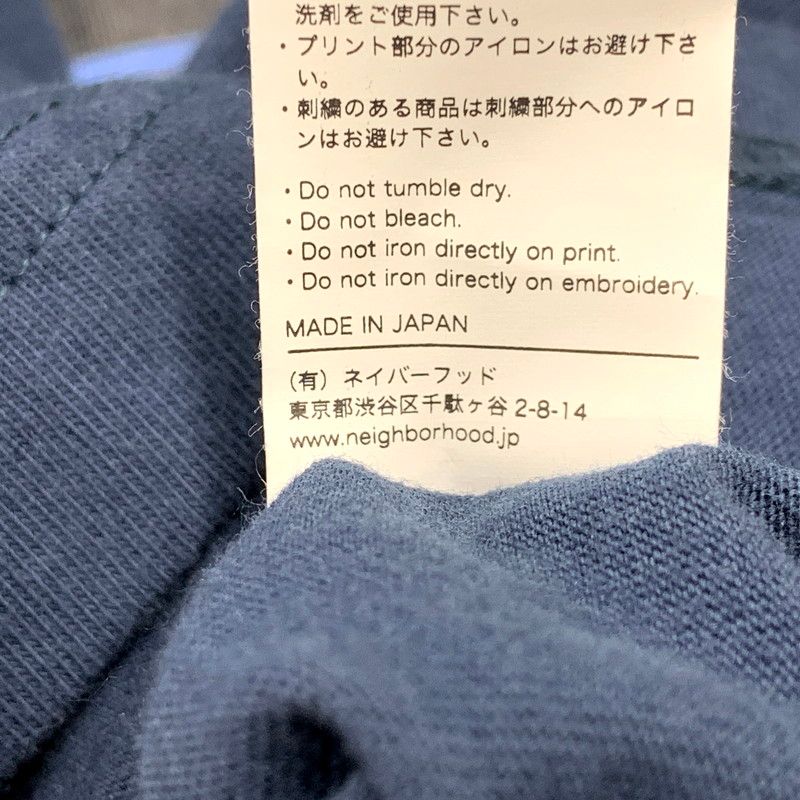 洗剤をご使用下さい。
・プリント部分のアイロンはお避け下さ
い。
・刺繍のある商品は刺繍部分へのアイロ
ンはお避け下さい。
・Do not tumble dry.
・Do not bleach.
・Do not iron directly on print.
・Do not iron directly on embroidery.
MADE IN JAPAN
(有) ネイバーフッド
東京都渋谷区千駄ヶ谷 2-8-14
www.neighborhood.jp